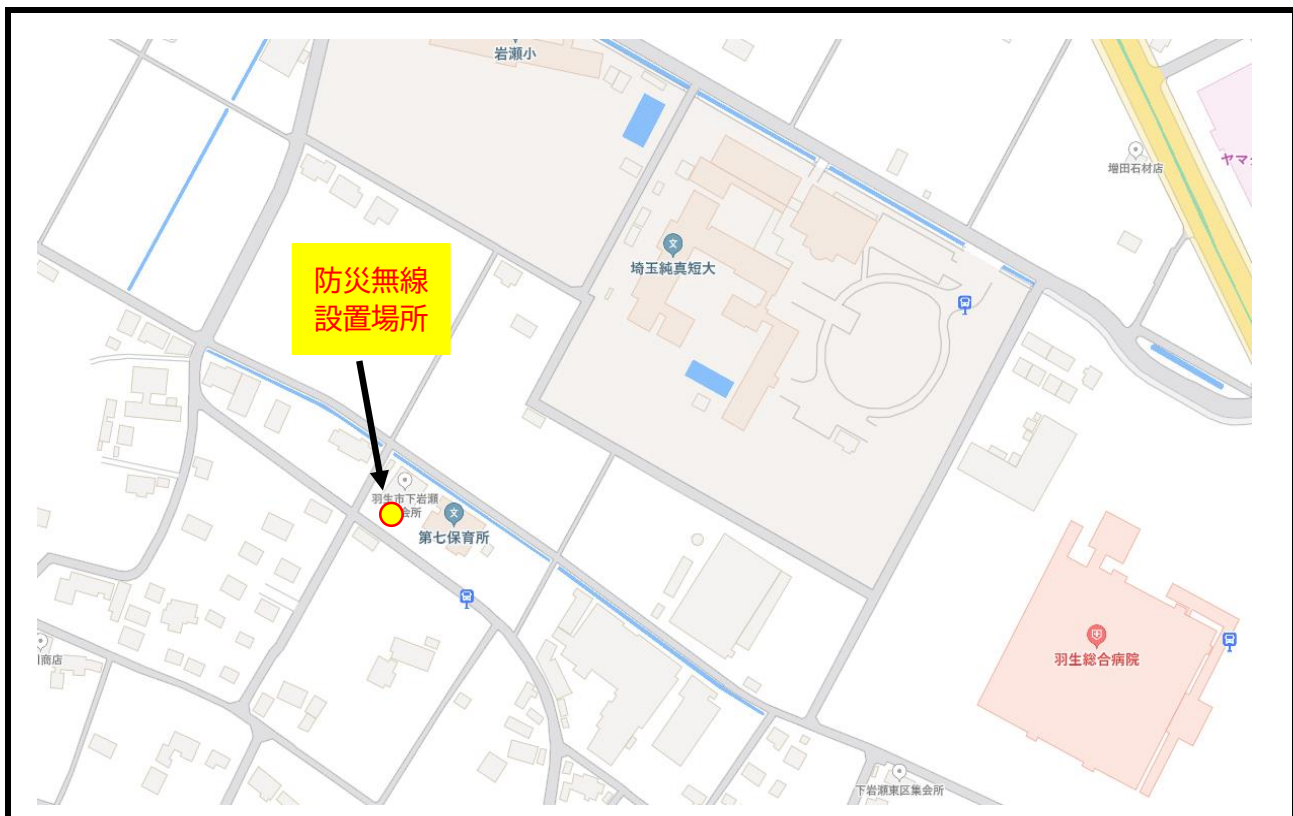 岩瀬小
増田石材店
ヤマ
埼玉純真短大
防災無線
設置場所
羽生市下岩瀬
会所
文
第七保育所
羽生総合病院
商店
下岩瀬東区集会所